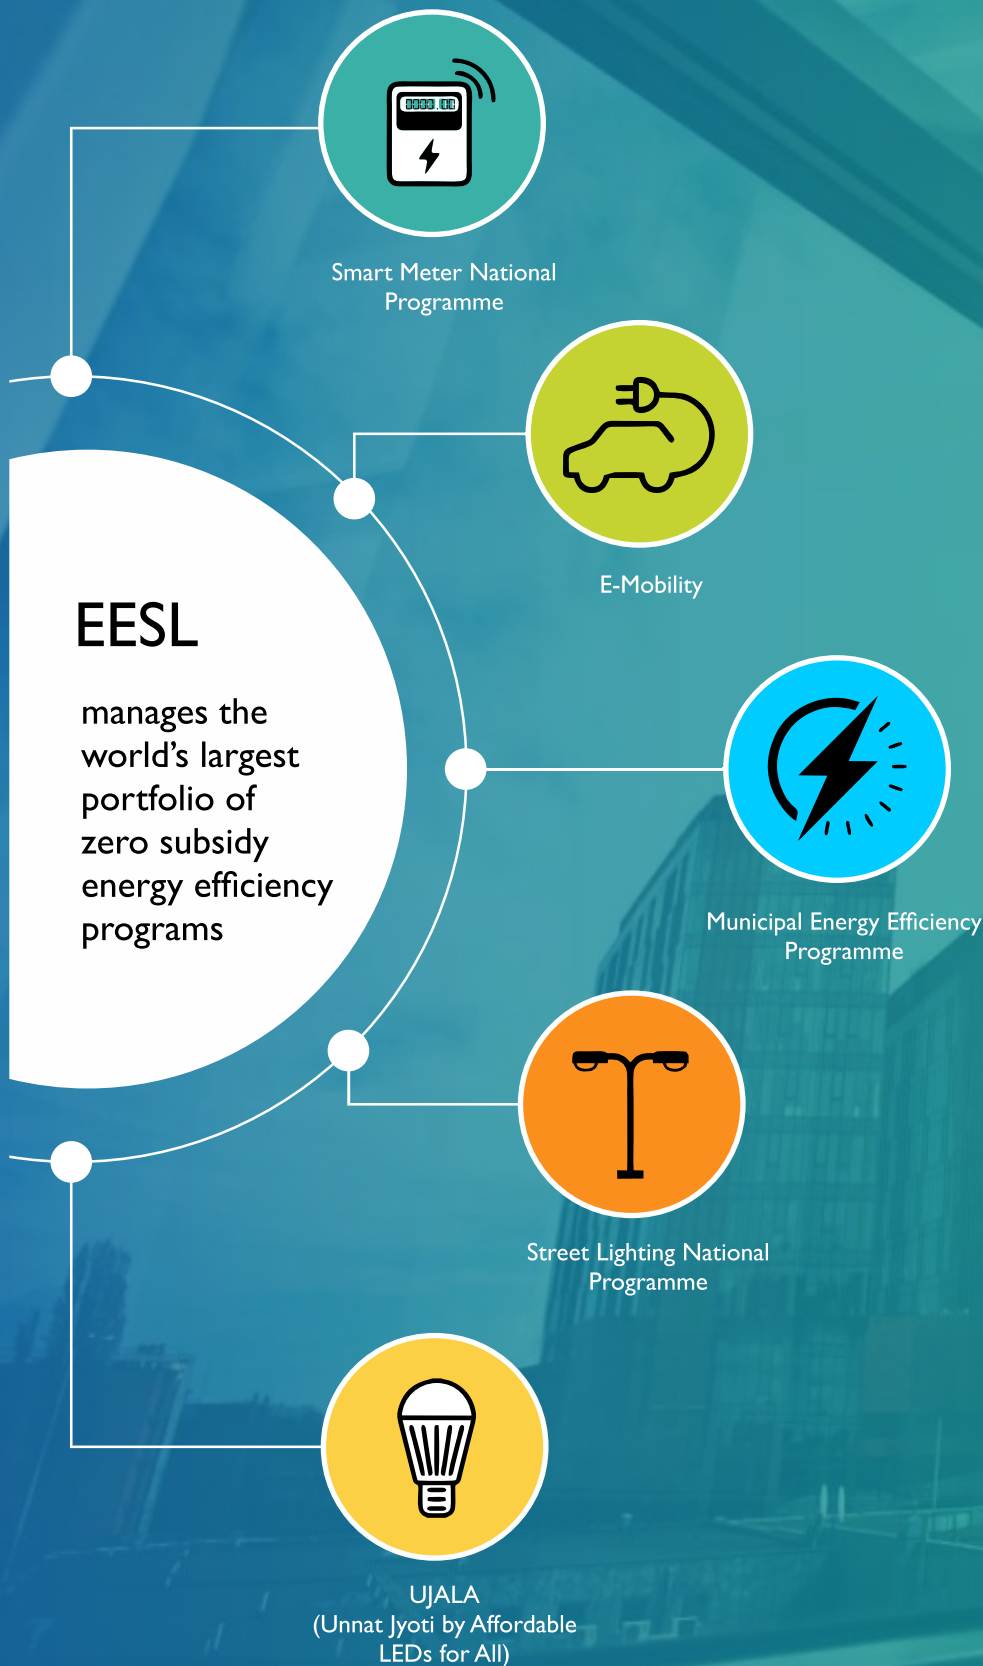 Smart Meter National
Programme
E-Mobility
EESL
manages the
world's largest
portfolio of
zero subsidy
energy efficiency
programs
Municipal Energy Efficiency
Programme
Street Lighting National
Programme
UJALA
(Unnat Jyoti by Affordable
LEDs for All)